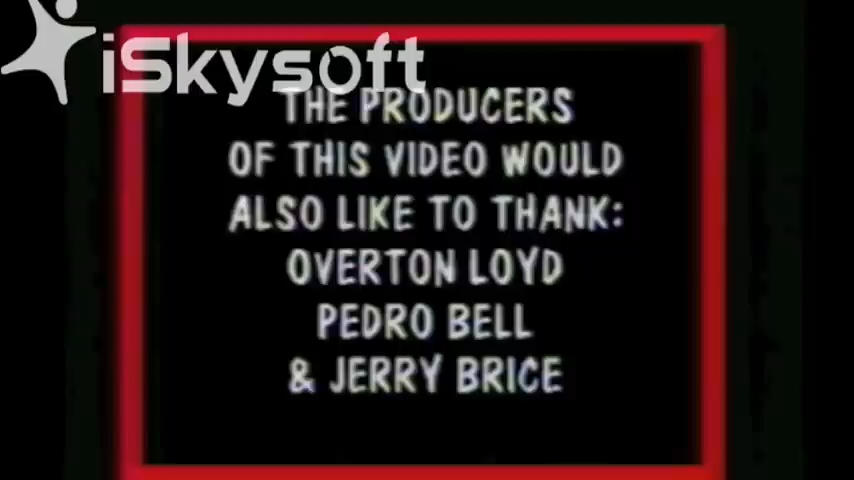 iSkysoft
THE PRODUCERS
OF THIS VIDEO WOULD
ALSO LIKE TO THANK:
OVERTON LOYD
PEDRO BELL
& JERRY BRICE